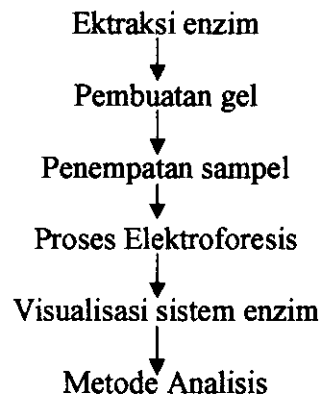 Ektraksi enzim
Pembuatan gel
Penempatan sampel
Proses Elektroforesis
Visualisasi sistem enzim
Metode Analisis